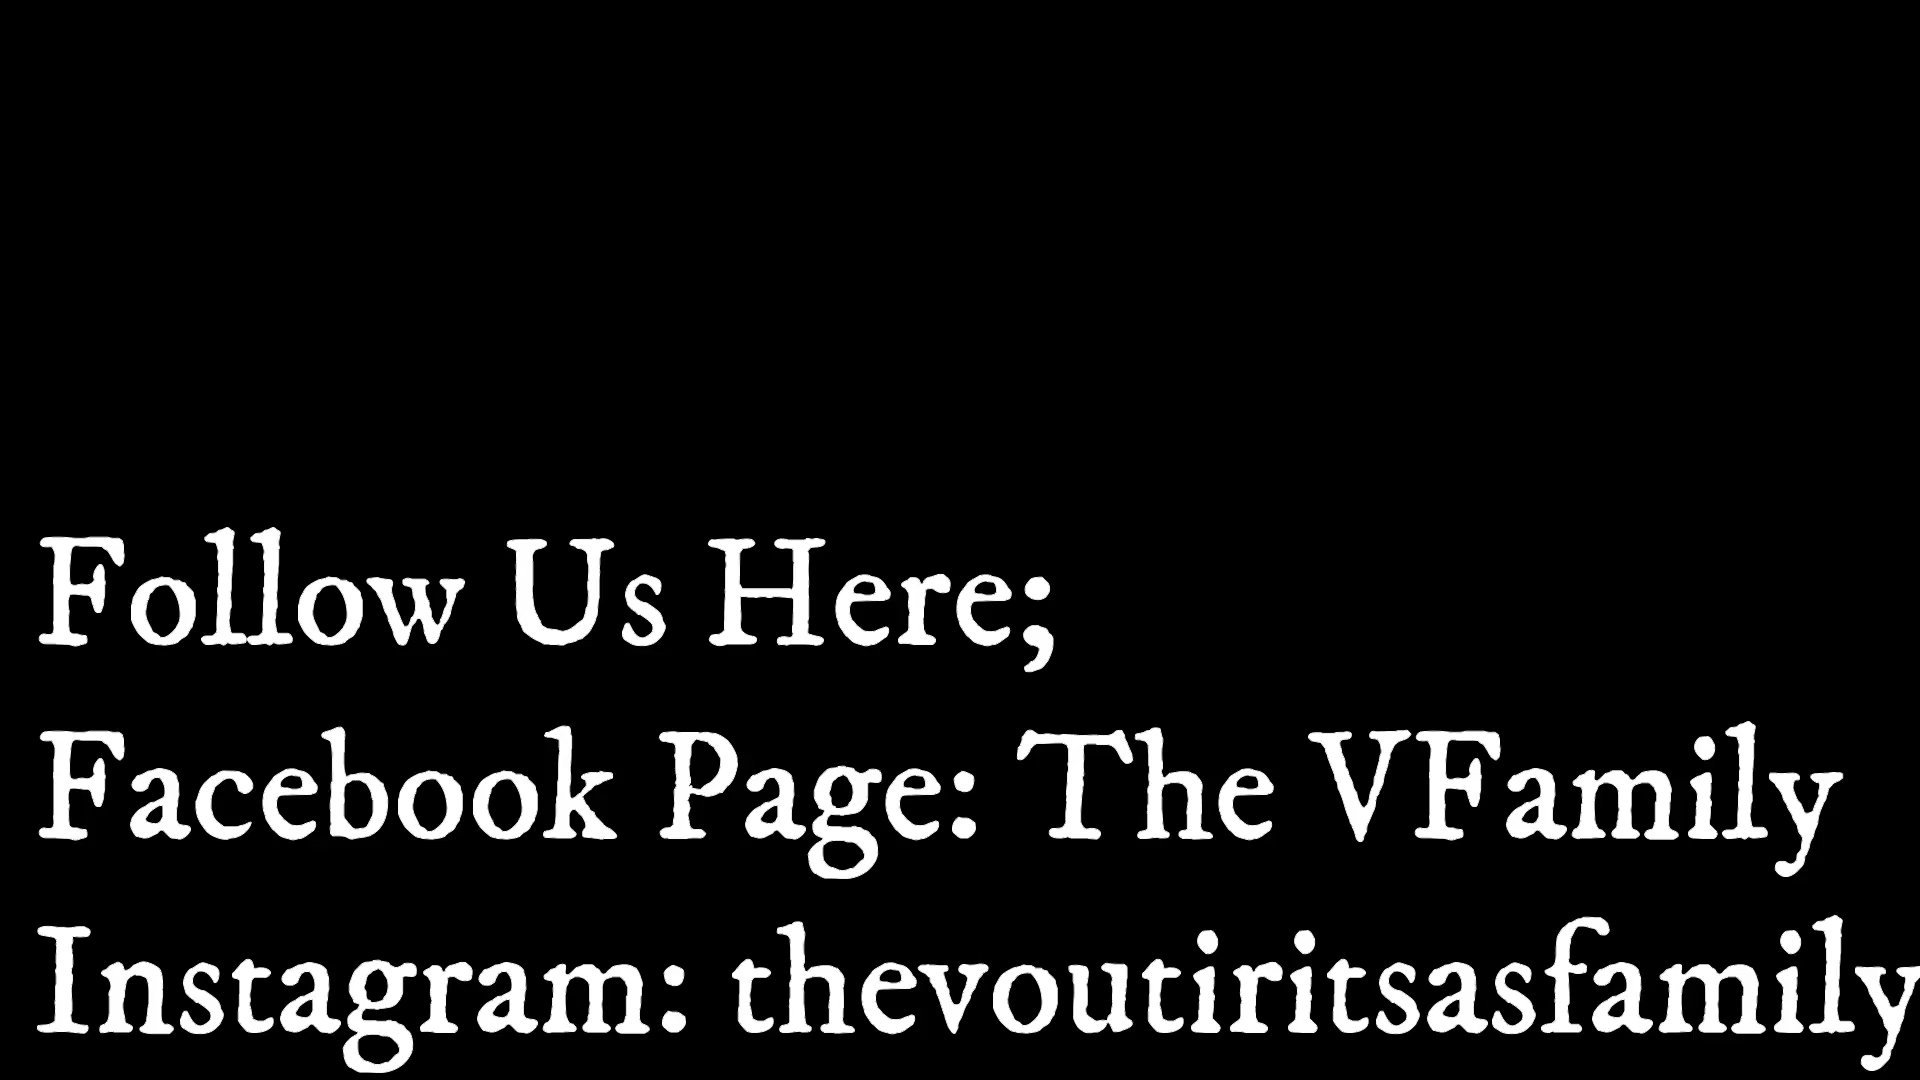 Follow Us Here;
Facebook Page: The VFamily
Instagram: thevoutiritsasfamily